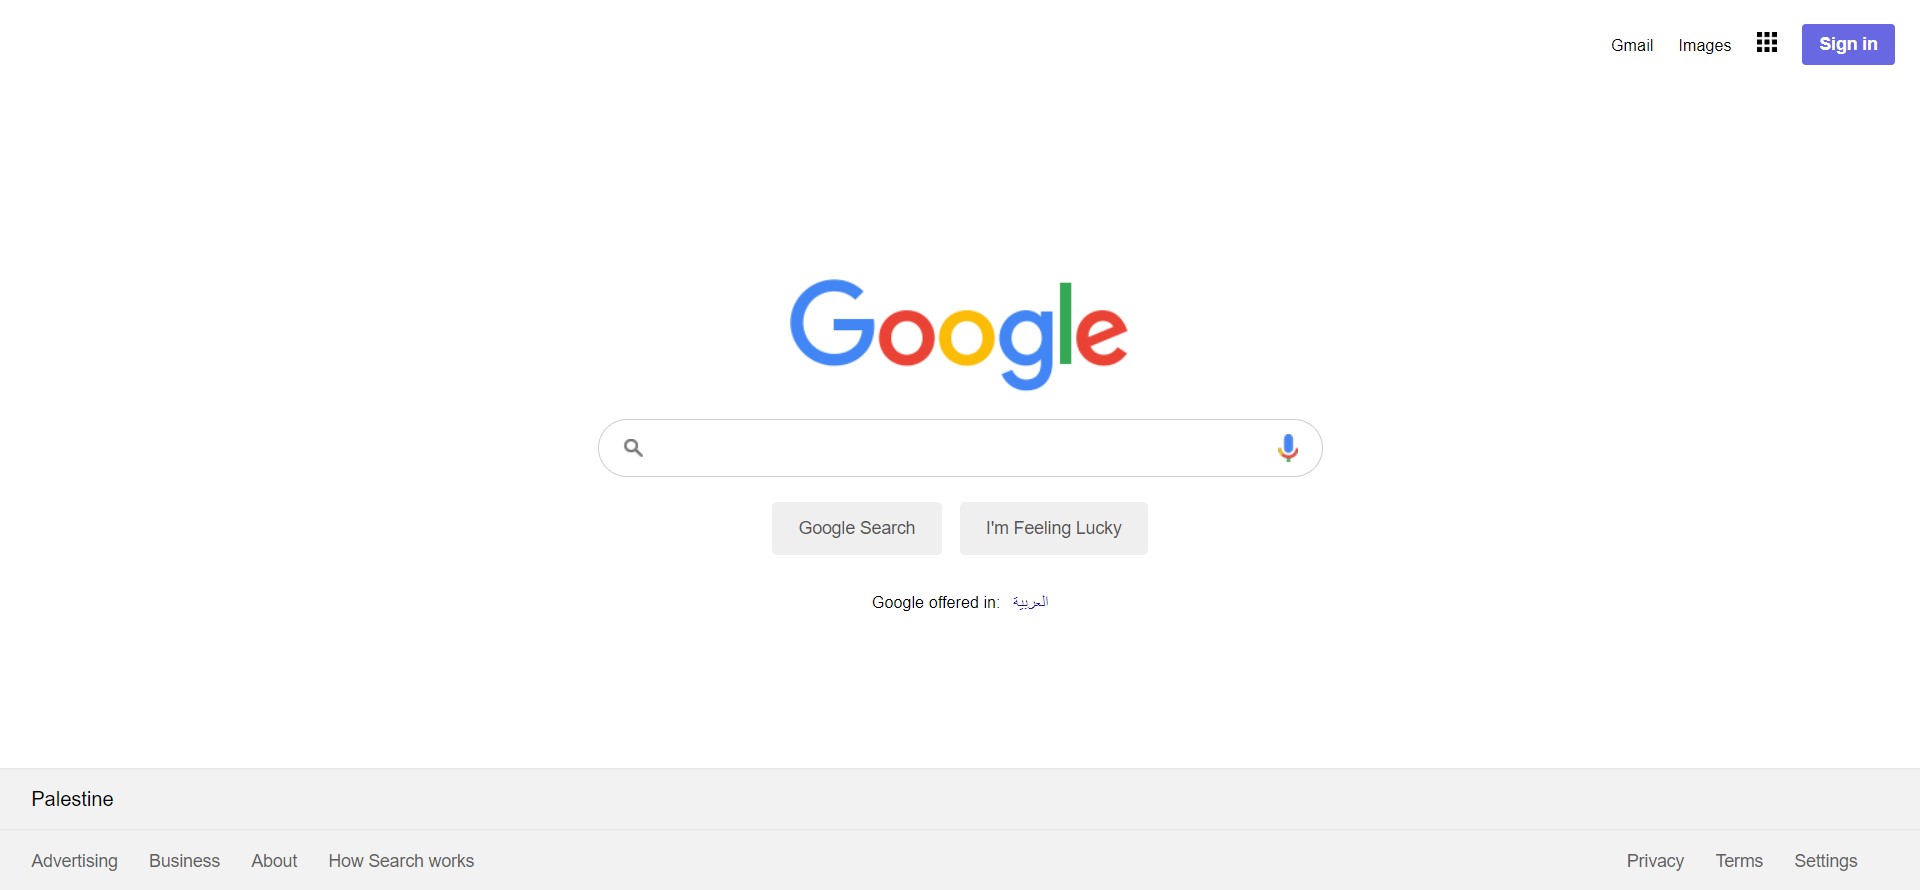 Gmail Images Sign in
Google
Google Search I'm Feeling Lucky
Google offered in: العربية
Palestine
Advertising Business About How Search works Privacy Terms Settings